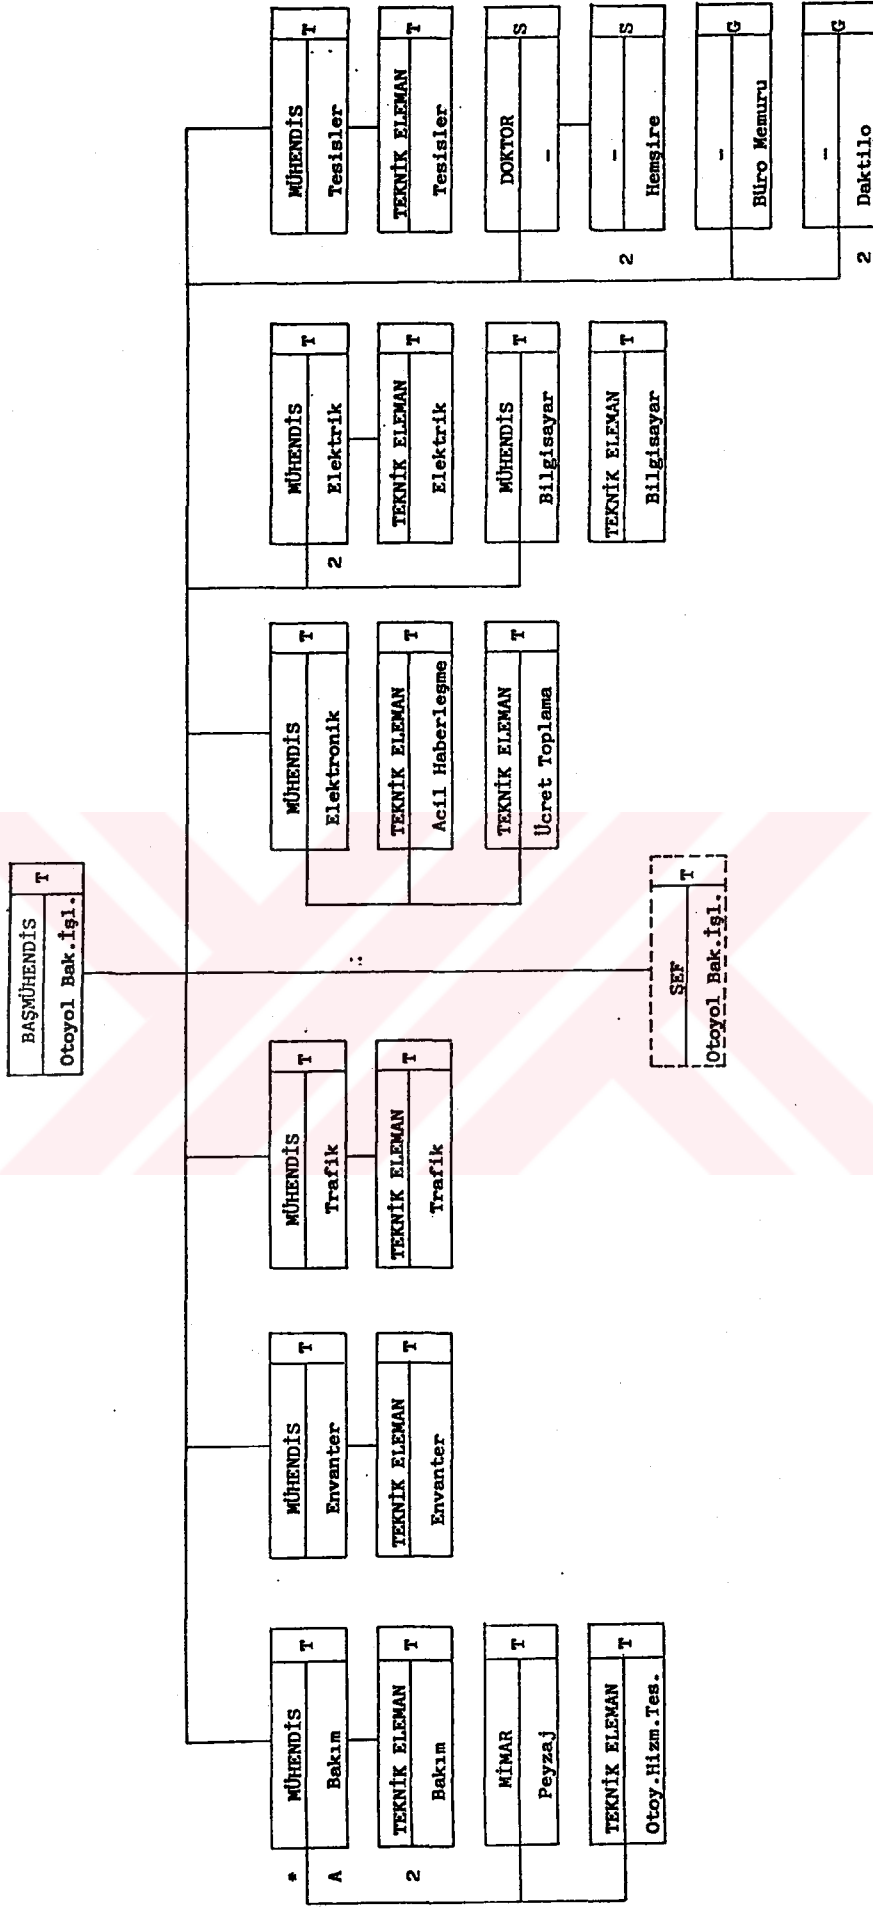 BAŞMÜHENDİS T
Otoyol Bak.İşl.
* MÜHENDİS T
A Bakım
2 TEKNİK ELEMAN T
Bakım
MİMAR T
Peyzaj
TEKNİK ELEMAN T
Otoy.Hizm.Tes.
MÜHENDİS T
Envanter
TEKNİK ELEMAN T
Envanter
MÜHENDİS T
Trafik
TEKNİK ELEMAN T
Trafik
ŞEF T
Otoyol Bak.İşl.
MÜHENDİS T
Elektronik
TEKNİK ELEMAN T
Acil Haberleşme
TEKNİK ELEMAN T
Ücret Toplama
MÜHENDİS T
2 Elektrik
TEKNİK ELEMAN T
Elektrik
MÜHENDİS T
Bilgisayar
TEKNİK ELEMAN T
Bilgisayar
MÜHENDİS T
Tesisler
TEKNİK ELEMAN T
Tesisler
DOKTOR S
-
- S
2 Hemşire
- G
Büro Memuru
- G
2 Daktilo